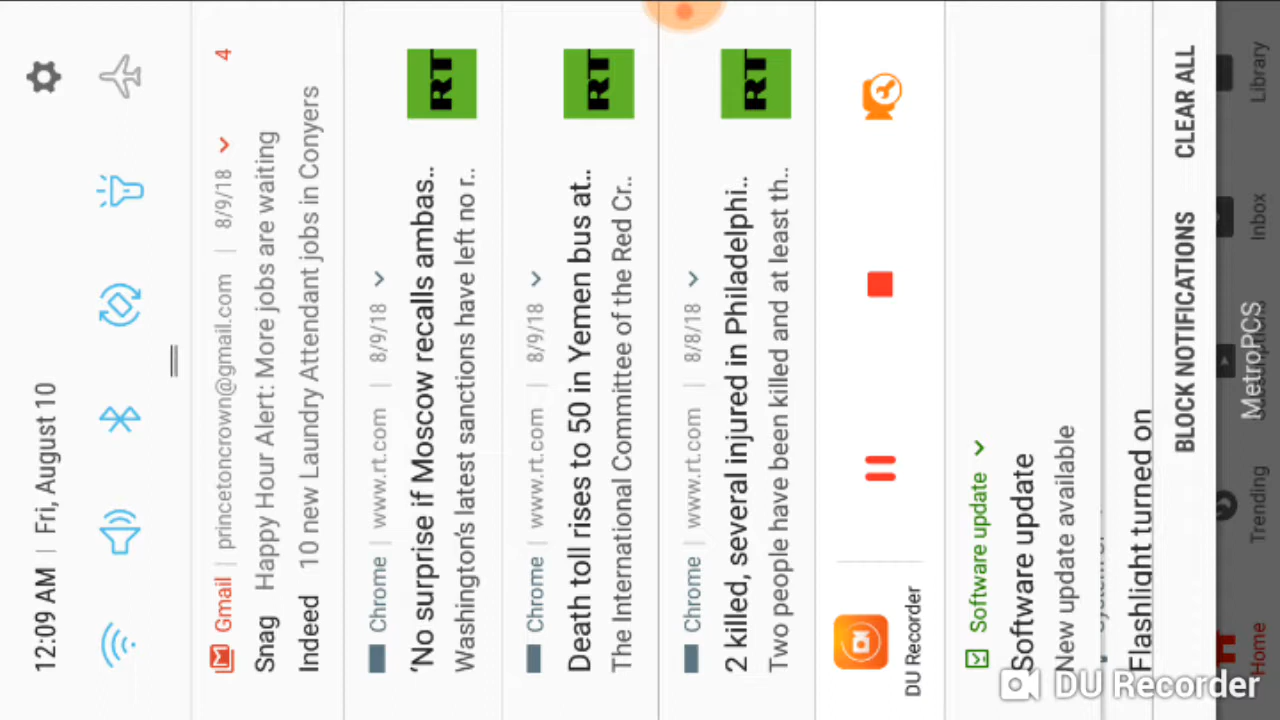 12:09 AM | Fri, August 10
Gmail | princetoncrown@gmail.com | 8/9/18
4
Snag Happy Hour Alert: More jobs are waiting
Indeed 10 new Laundry Attendant jobs in Conyers
Chrome | www.rt.com | 8/9/18
'No surprise if Moscow recalls ambas..
Washington's latest sanctions have left no r..
RT
Chrome | www.rt.com | 8/9/18
Death toll rises to 50 in Yemen bus at..
The International Committee of the Red Cr..
RT
Chrome | www.rt.com | 8/8/18
2 killed, several injured in Philadelphi..
Two people have been killed and at least th..
RT
DU Recorder
Software update
Software update
New update available
Flashlight turned on
BLOCK NOTIFICATIONS CLEAR ALL
MetroPCS
Home Trending Subscriptions Inbox Library
DU Recorder